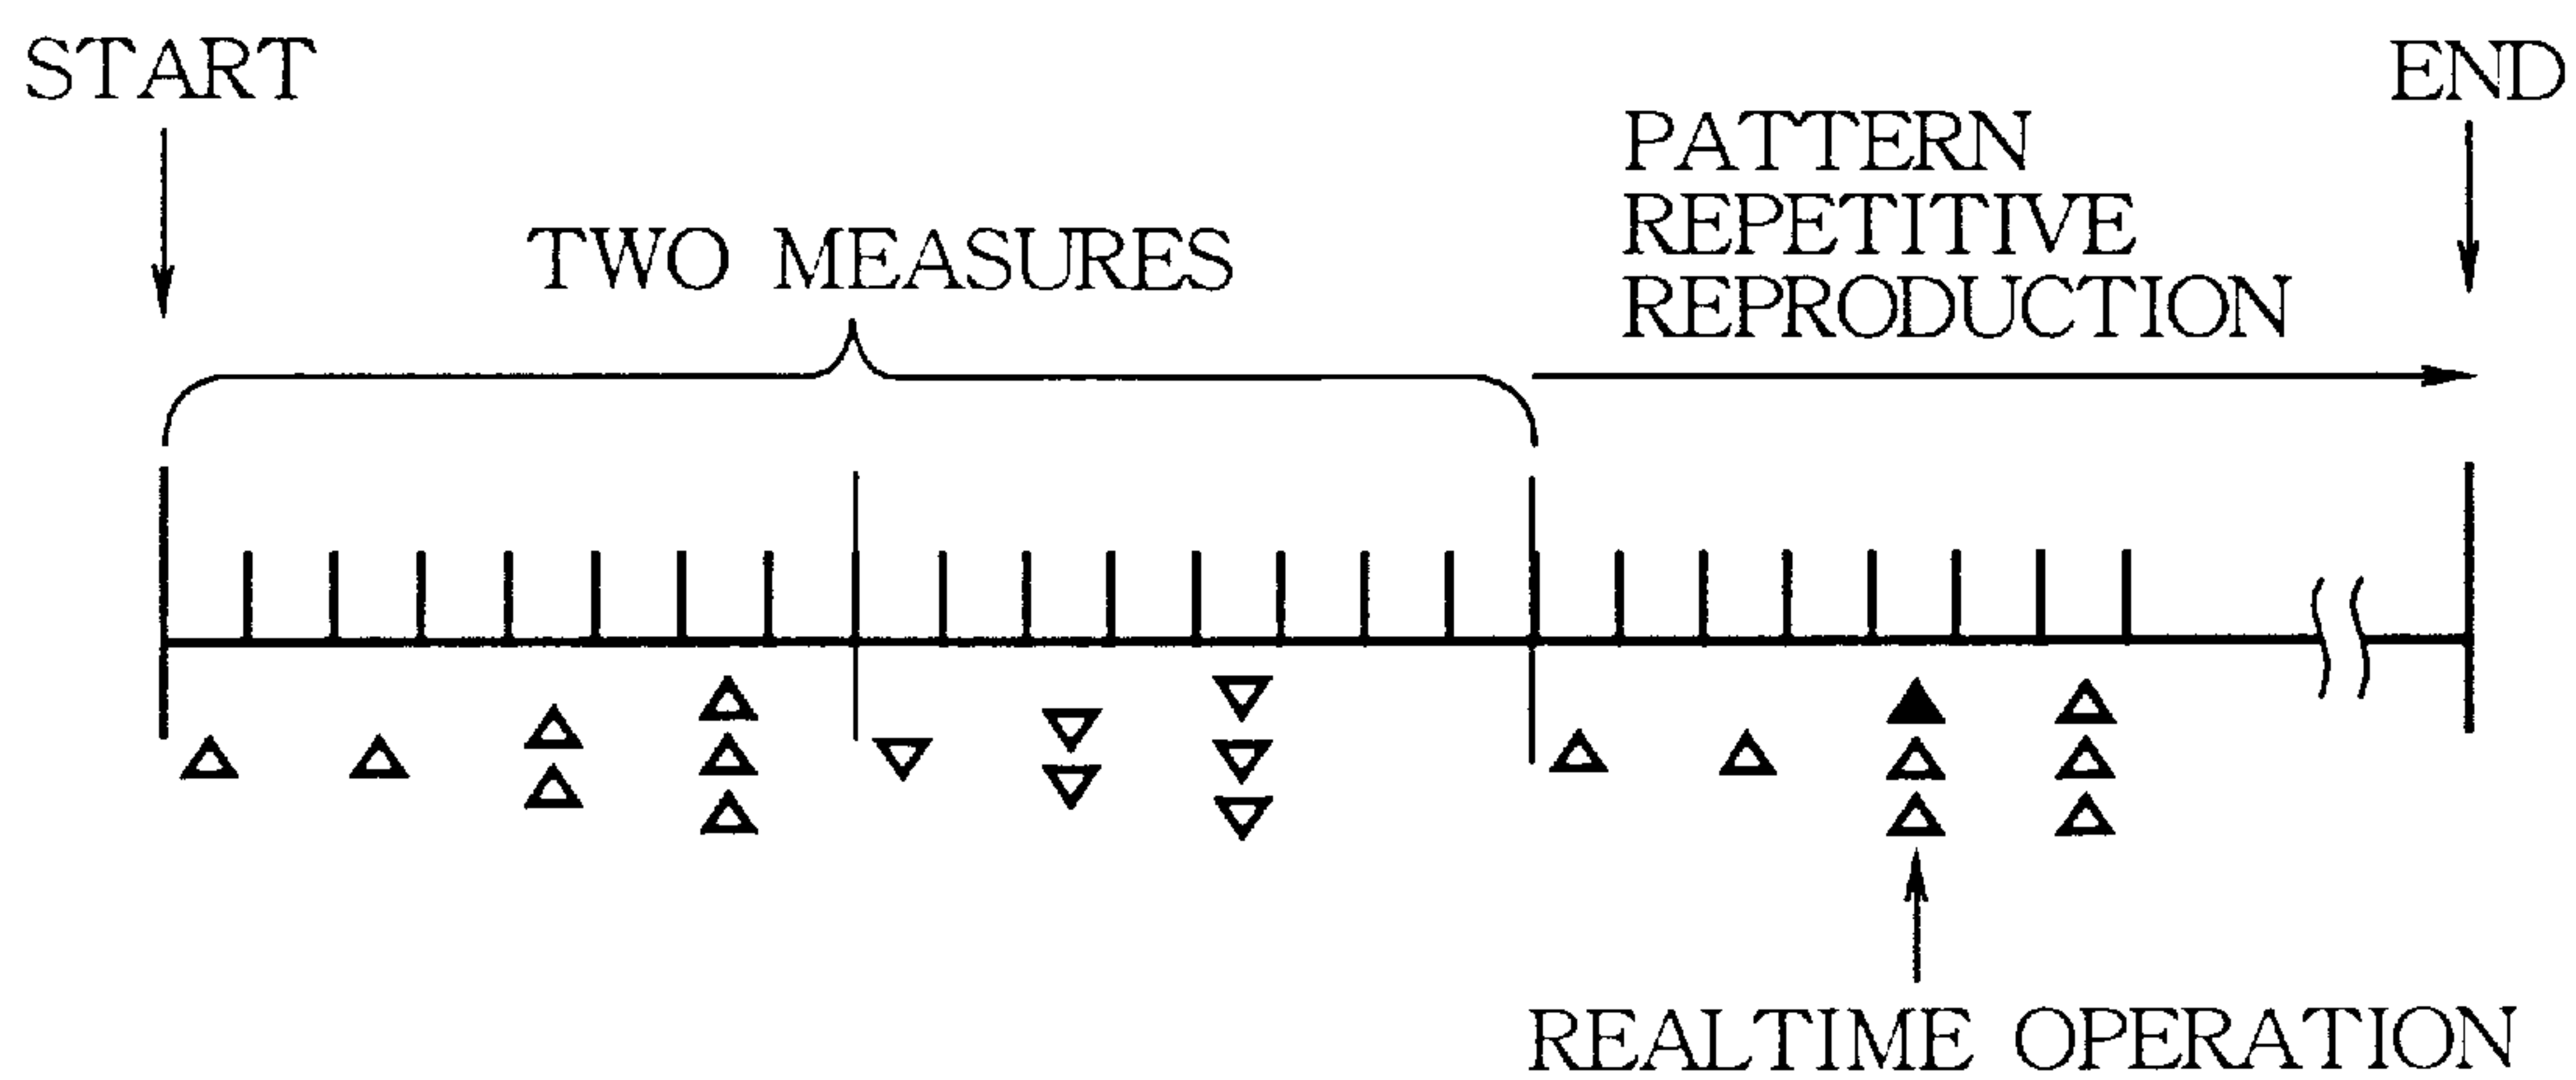 START
END
PATTERN
REPETITIVE
REPRODUCTION
TWO MEASURES
REALTIME OPERATION